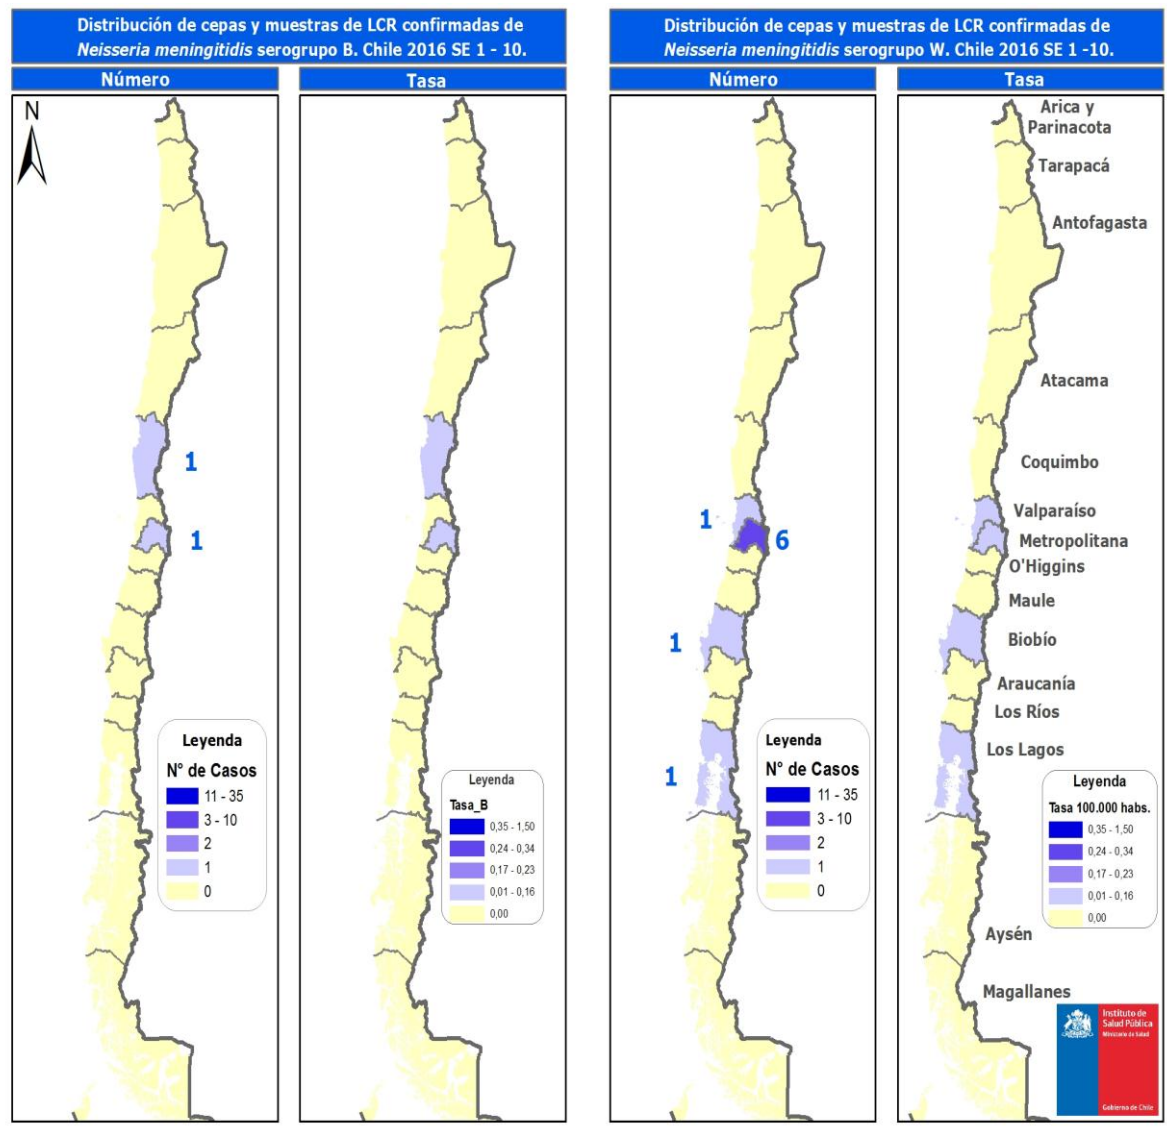 Distribución de cepas y muestras de LCR confirmadas de
Neisseria meningitidis serogrupo B. Chile 2016 SE 1 - 10.
Número
Tasa
N
1
1
Leyenda
N° de Casos
11 - 35
3 - 10
2
1
0
Leyenda
Tasa_B
0,35 - 1,50
0,24 - 0,34
0,17 - 0,23
0,01 - 0,16
0,00
Distribución de cepas y muestras de LCR confirmadas de
Neisseria meningitidis serogrupo W. Chile 2016 SE 1 -10.
Número
Tasa
1
6
1
1
Leyenda
N° de Casos
11 - 35
3 - 10
2
1
0
Arica y
Parinacota
Tarapacá
Antofagasta
Atacama
Coquimbo
Valparaíso
Metropolitana
O'Higgins
Maule
Biobío
Araucanía
Los Ríos
Los Lagos
Leyenda
Tasa 100.000 habs.
0,35 - 1,50
0,24 - 0,34
0,17 - 0,23
0,01 - 0,16
0,00
Aysén
Magallanes
Instituto de
Salud Pública
Ministerio de Salud
Gobierno de Chile